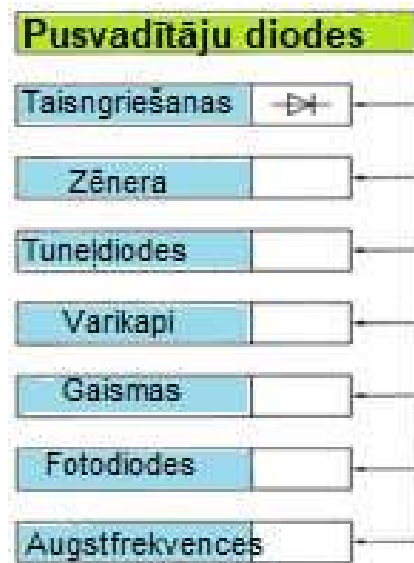 Pusvadītāju diodes
Taisngriešanas
Zēnera
Tuneļdiodes
Varikapi
Gaismas
Fotodiodes
Augstfrekvences